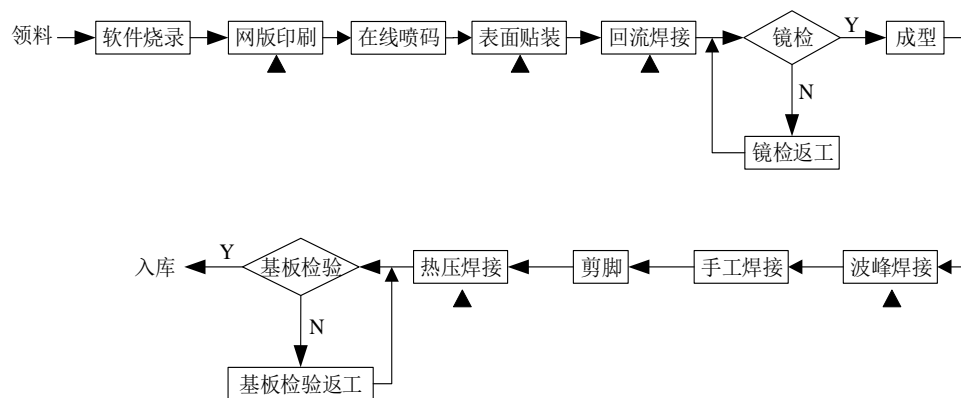 领料
软件烧录
网版印刷
在线喷码
表面贴装
回流焊接
镜检
Y
成型
N
镜检返工
入库
Y
基板检验
热压焊接
剪脚
手工焊接
波峰焊接
N
基板检验返工